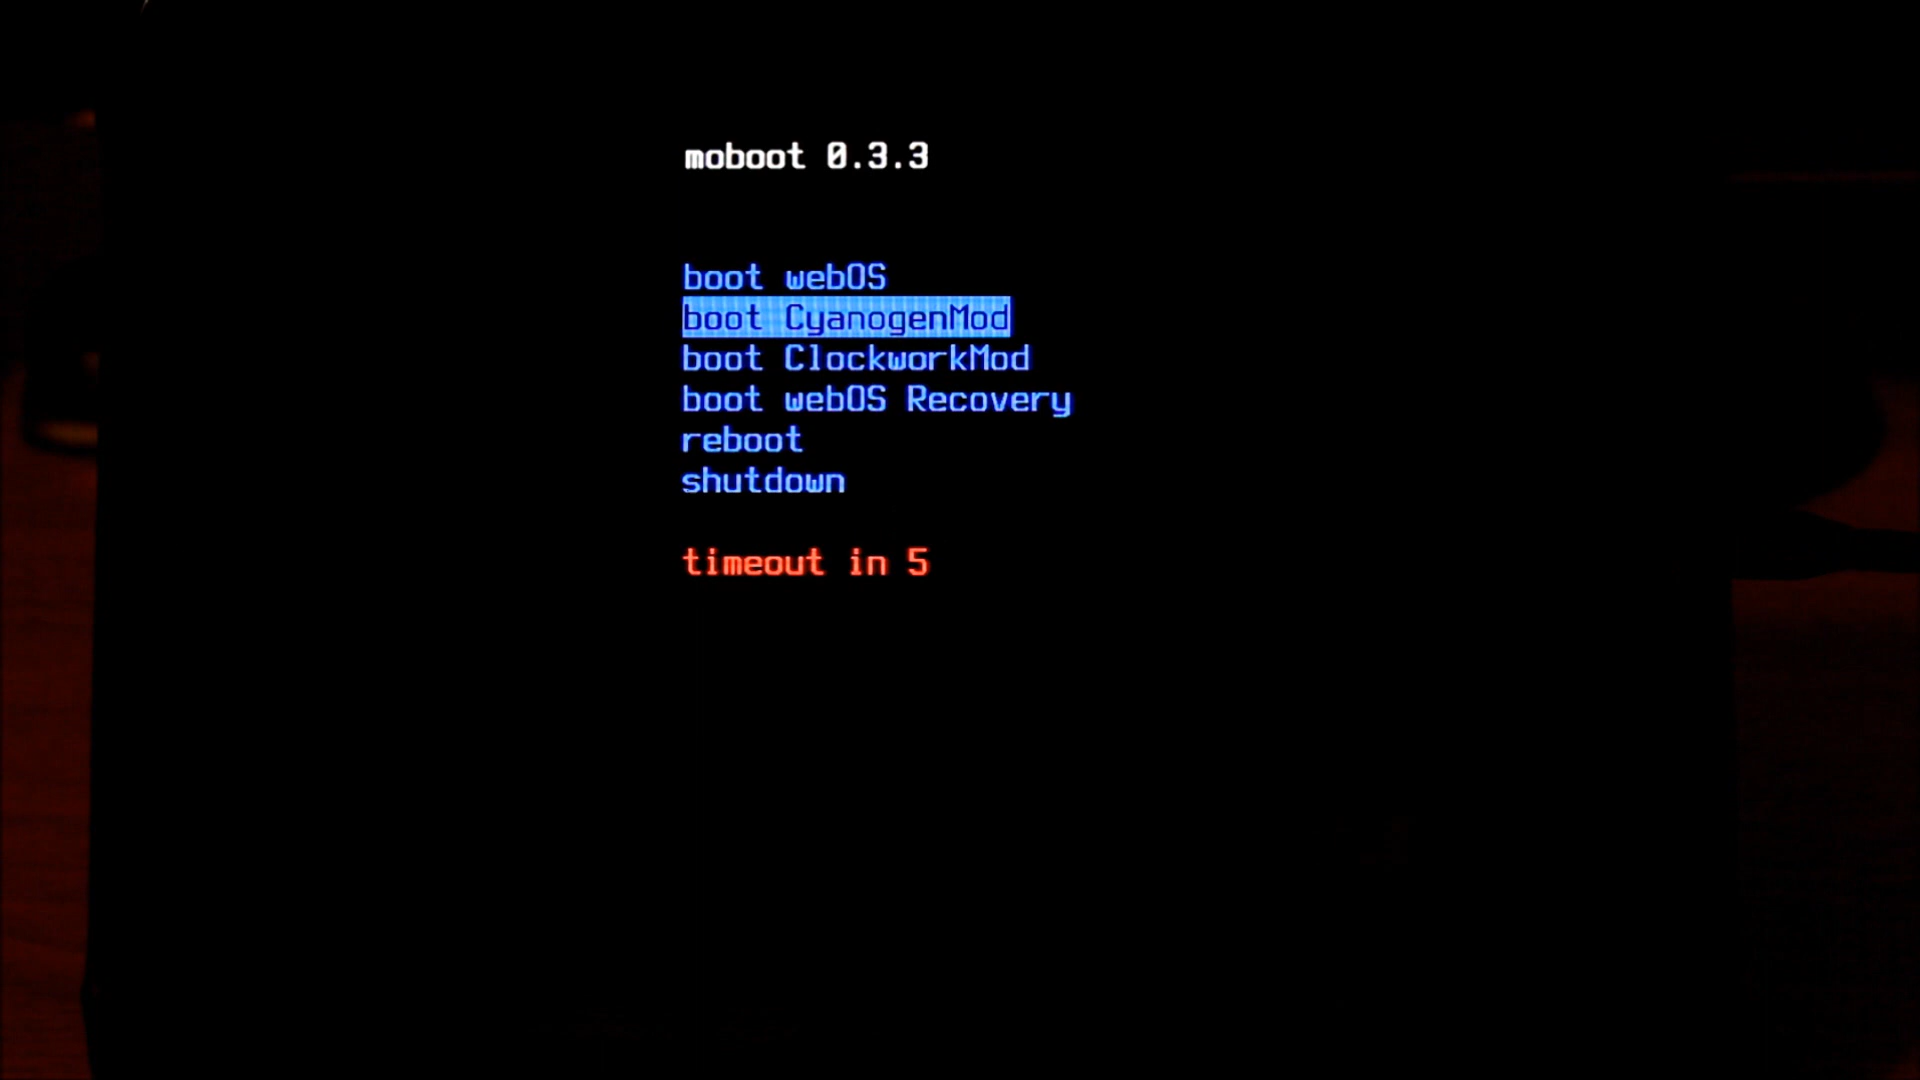 moboot 0.3.3
boot webOS
boot CyanogenMod
boot ClockworkMod
boot webOS Recovery
reboot
shutdown
timeout in 5